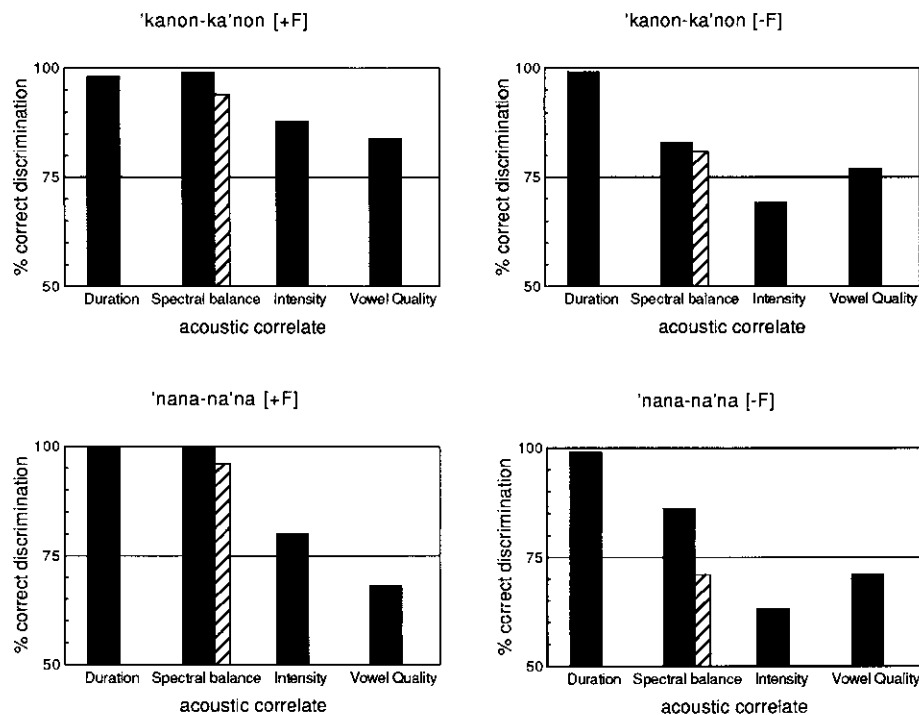 'kanon-ka'non [+F]
100
75
50
% correct discrimination
Duration Spectral balance Intensity Vowel Quality
acoustic correlate
'kanon-ka'non [-F]
100
75
50
% correct discrimination
Duration Spectral balance Intensity Vowel Quality
acoustic correlate
'nana-na'na [+F]
100
75
50
% correct discrimination
Duration Spectral balance Intensity Vowel Quality
acoustic correlate
'nana-na'na [-F]
100
75
50
% correct discrimination
Duration Spectral balance Intensity Vowel Quality
acoustic correlate